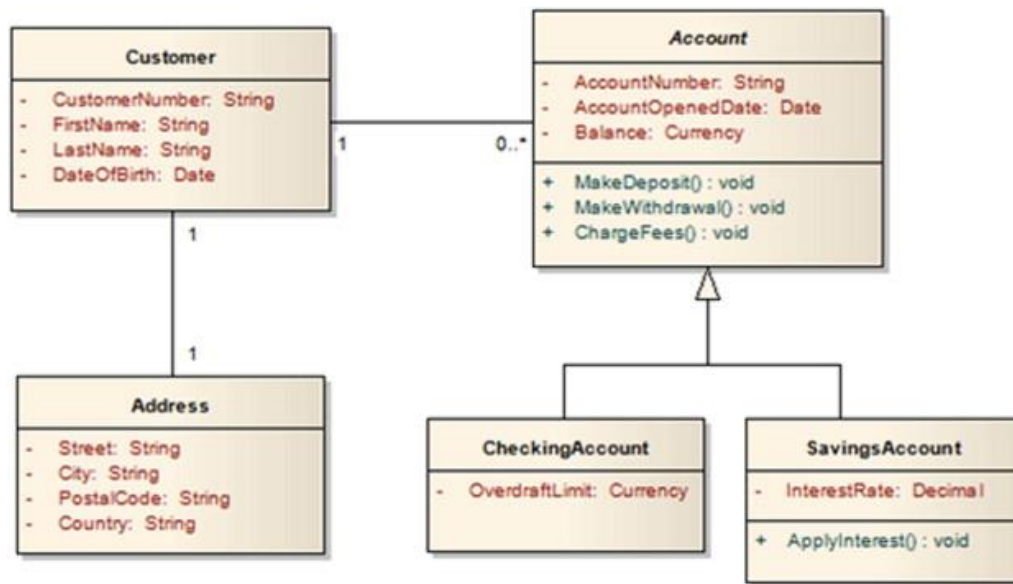 Customer
- CustomerNumber: String
- FirstName: String
- LastName: String
- DateOfBirth: Date
1
0..*
Account
- AccountNumber: String
- AccountOpenedDate: Date
- Balance: Currency
+ MakeDeposit() : void
+ MakeWithdrawal() : void
+ ChargeFees() : void
1
1
Address
- Street: String
- City: String
- PostalCode: String
- Country: String
CheckingAccount
- OverdraftLimit: Currency
SavingsAccount
- InterestRate: Decimal
+ ApplyInterest() : void